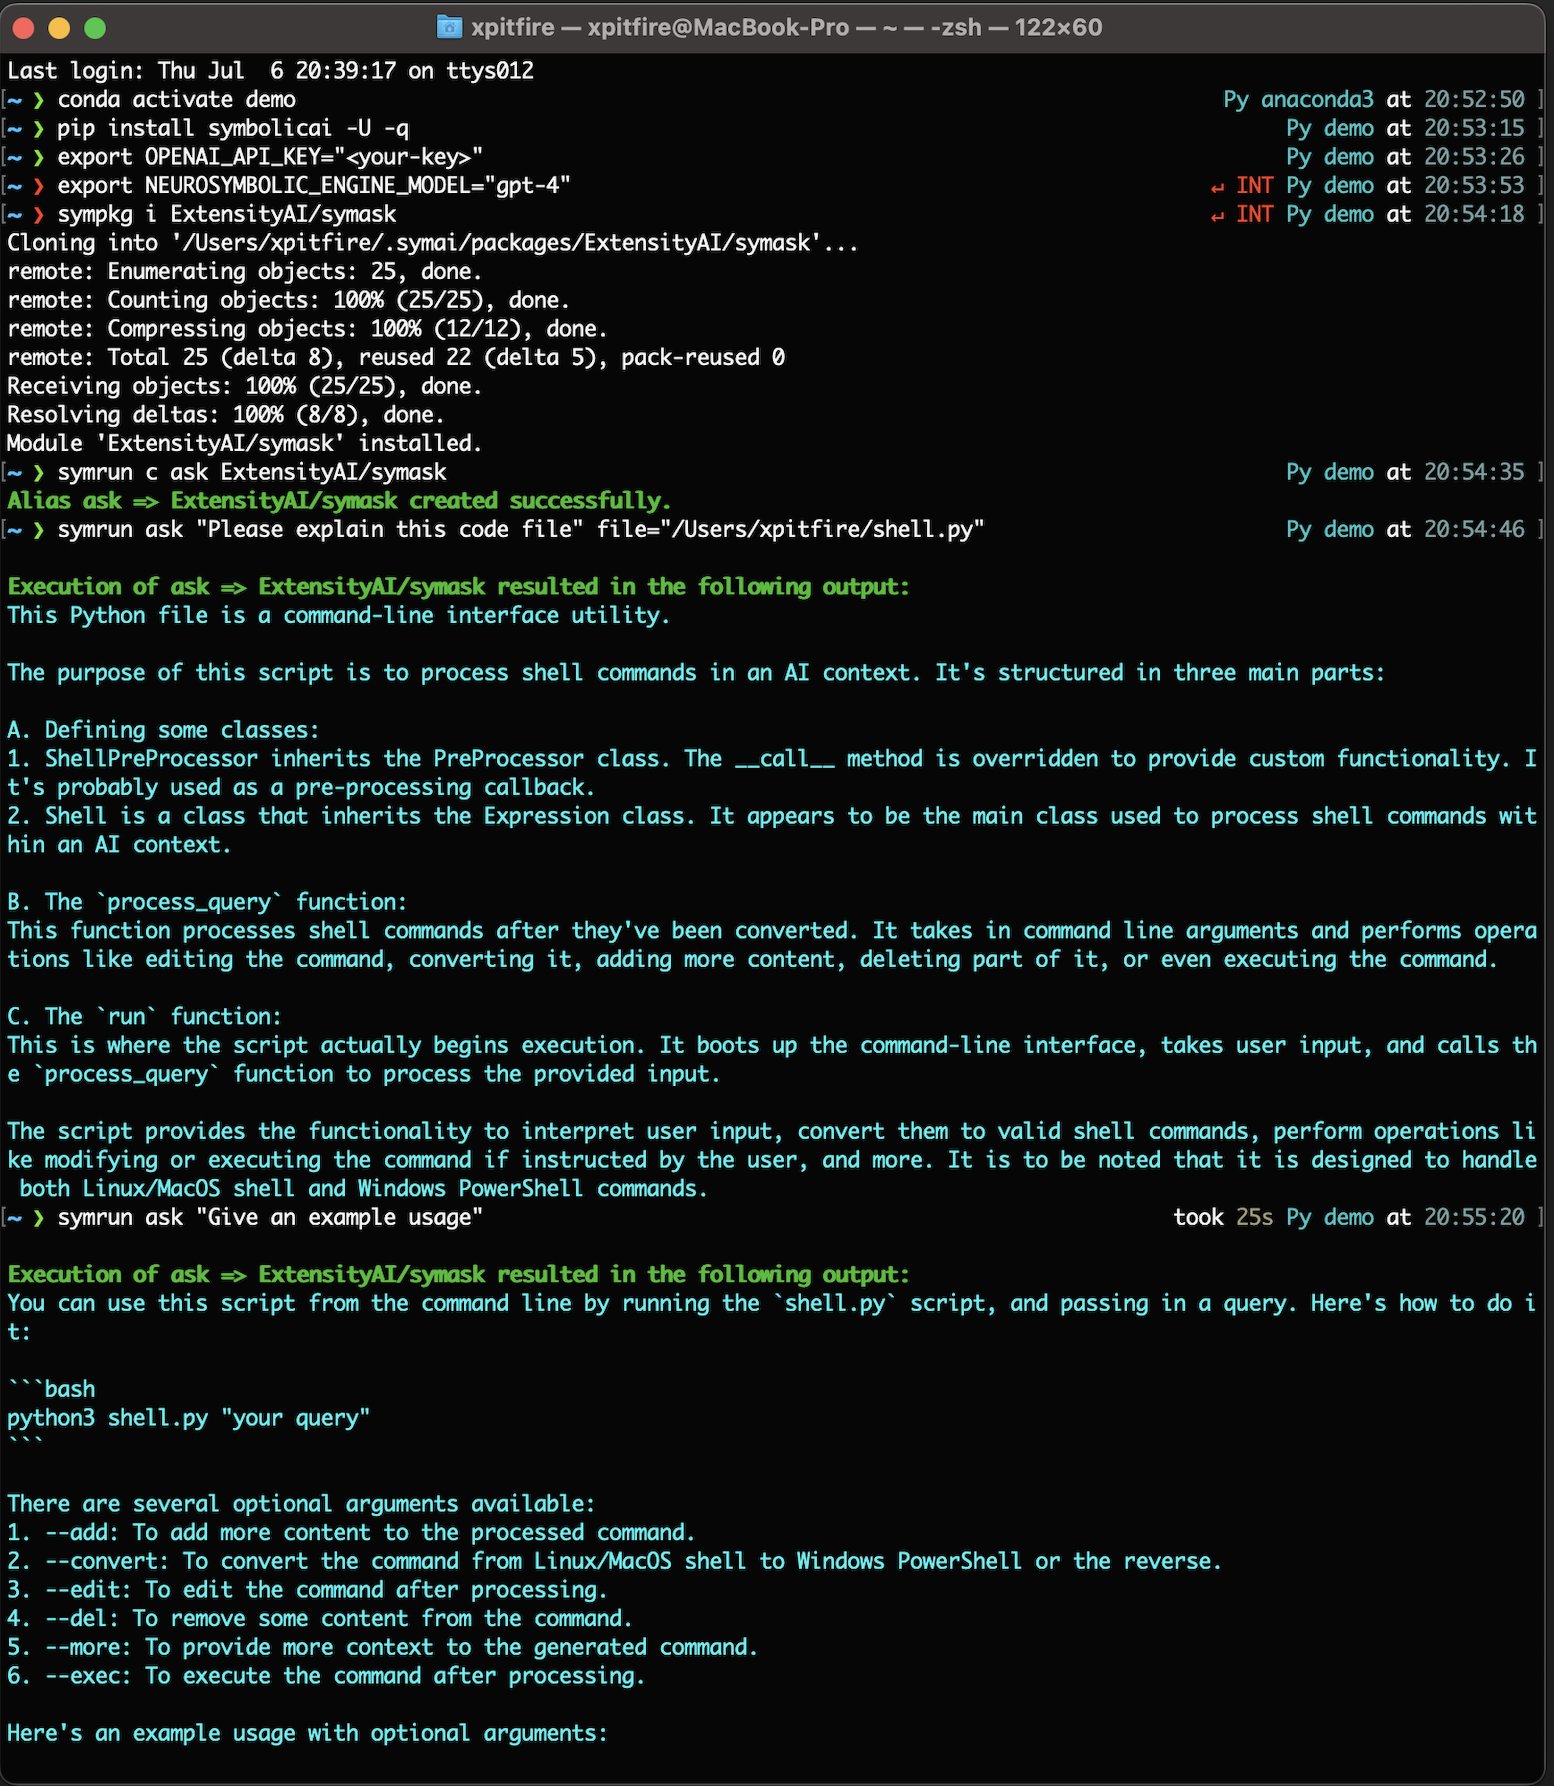 xpitfire — xpitfire@MacBook-Pro — ~ — -zsh — 122×60
Last login: Thu Jul  6 20:39:17 on ttys012
[~ ❯ conda activate demo Py anaconda3 at 20:52:50 ]
[~ ❯ pip install symbolicai -U -q Py demo at 20:53:15 ]
[~ ❯ export OPENAI_API_KEY="<your-key>" Py demo at 20:53:26 ]
[~ ❯ export NEUROSYMBOLIC_ENGINE_MODEL="gpt-4" ↵ INT Py demo at 20:53:53 ]
[~ ❯ sympkg i ExtensityAI/symask ↵ INT Py demo at 20:54:18 ]
Cloning into '/Users/xpitfire/.symai/packages/ExtensityAI/symask'...
remote: Enumerating objects: 25, done.
remote: Counting objects: 100% (25/25), done.
remote: Compressing objects: 100% (12/12), done.
remote: Total 25 (delta 8), reused 22 (delta 5), pack-reused 0
Receiving objects: 100% (25/25), done.
Resolving deltas: 100% (8/8), done.
Module 'ExtensityAI/symask' installed.
[~ ❯ symrun c ask ExtensityAI/symask Py demo at 20:54:35 ]
Alias ask => ExtensityAI/symask created successfully.
[~ ❯ symrun ask "Please explain this code file" file="/Users/xpitfire/shell.py" Py demo at 20:54:46 ]
Execution of ask => ExtensityAI/symask resulted in the following output:
This Python file is a command-line interface utility.
The purpose of this script is to process shell commands in an AI context. It's structured in three main parts:
A. Defining some classes:
1. ShellPreProcessor inherits the PreProcessor class. The __call__ method is overridden to provide custom functionality. I
t's probably used as a pre-processing callback.
2. Shell is a class that inherits the Expression class. It appears to be the main class used to process shell commands wit
hin an AI context.
B. The `process_query` function:
This function processes shell commands after they've been converted. It takes in command line arguments and performs opera
tions like editing the command, converting it, adding more content, deleting part of it, or even executing the command.
C. The `run` function:
This is where the script actually begins execution. It boots up the command-line interface, takes user input, and calls th
e `process_query` function to process the provided input.
The script provides the functionality to interpret user input, convert them to valid shell commands, perform operations li
ke modifying or executing the command if instructed by the user, and more. It is to be noted that it is designed to handle
 both Linux/MacOS shell and Windows PowerShell commands.
[~ ❯ symrun ask "Give an example usage" took 25s Py demo at 20:55:20 ]
Execution of ask => ExtensityAI/symask resulted in the following output:
You can use this script from the command line by running the `shell.py` script, and passing in a query. Here's how to do i
t:
```bash
python3 shell.py "your query"
```
There are several optional arguments available:
1. --add: To add more content to the processed command.
2. --convert: To convert the command from Linux/MacOS shell to Windows PowerShell or the reverse.
3. --edit: To edit the command after processing.
4. --del: To remove some content from the command.
5. --more: To provide more context to the generated command.
6. --exec: To execute the command after processing.
Here's an example usage with optional arguments: